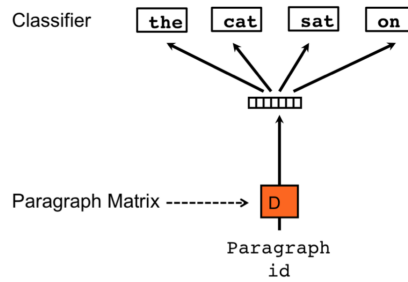 Classifier the cat sat on
Paragraph Matrix D
Paragraph
id